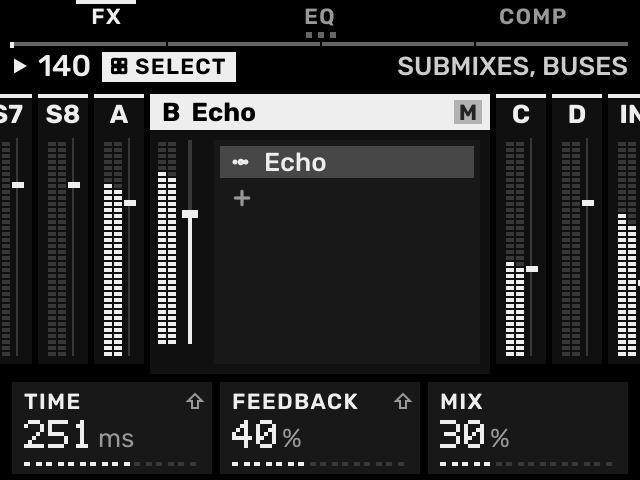 FX EQ COMP
140 SELECT SUBMIXES, BUSES
S7 S8 A B Echo M C D IN
Echo
+
TIME FEEDBACK MIX
251 ms 40 % 30 %